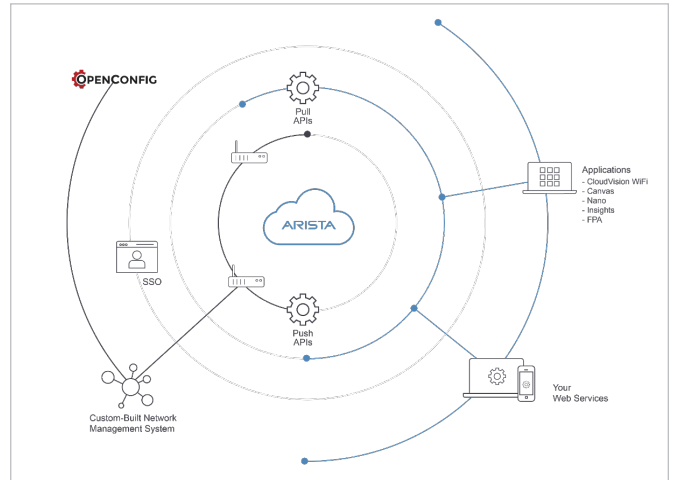 OPENCONFIG
Pull
APIs
Applications
- CloudVision WiFi
- Canvas
- Nano
- Insights
- FPA
ARISTA
SSO
Push
APIs
Your
Web Services
Custom-Built Network
Management System